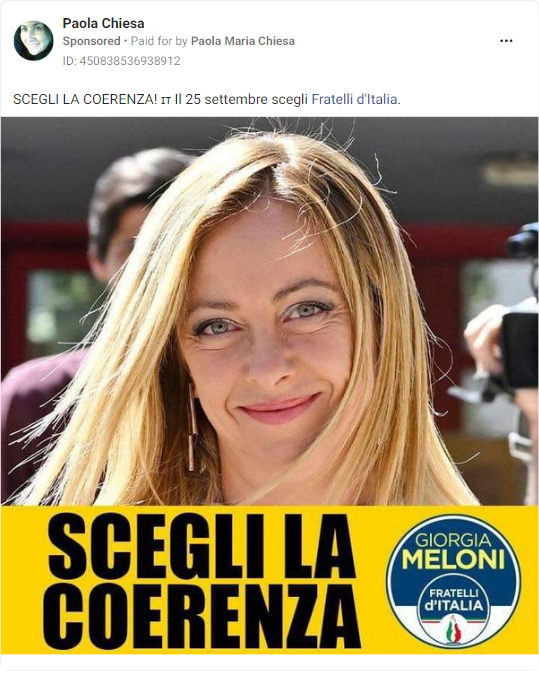 Paola Chiesa
Sponsored • Paid for by Paola Maria Chiesa
ID: 450838536938912
SCEGLI LA COERENZA! ɪᴛ Il 25 settembre scegli Fratelli d'Italia.
SCEGLI LA
COERENZA
GIORGIA
MELONI
FRATELLI
d'ITALIA